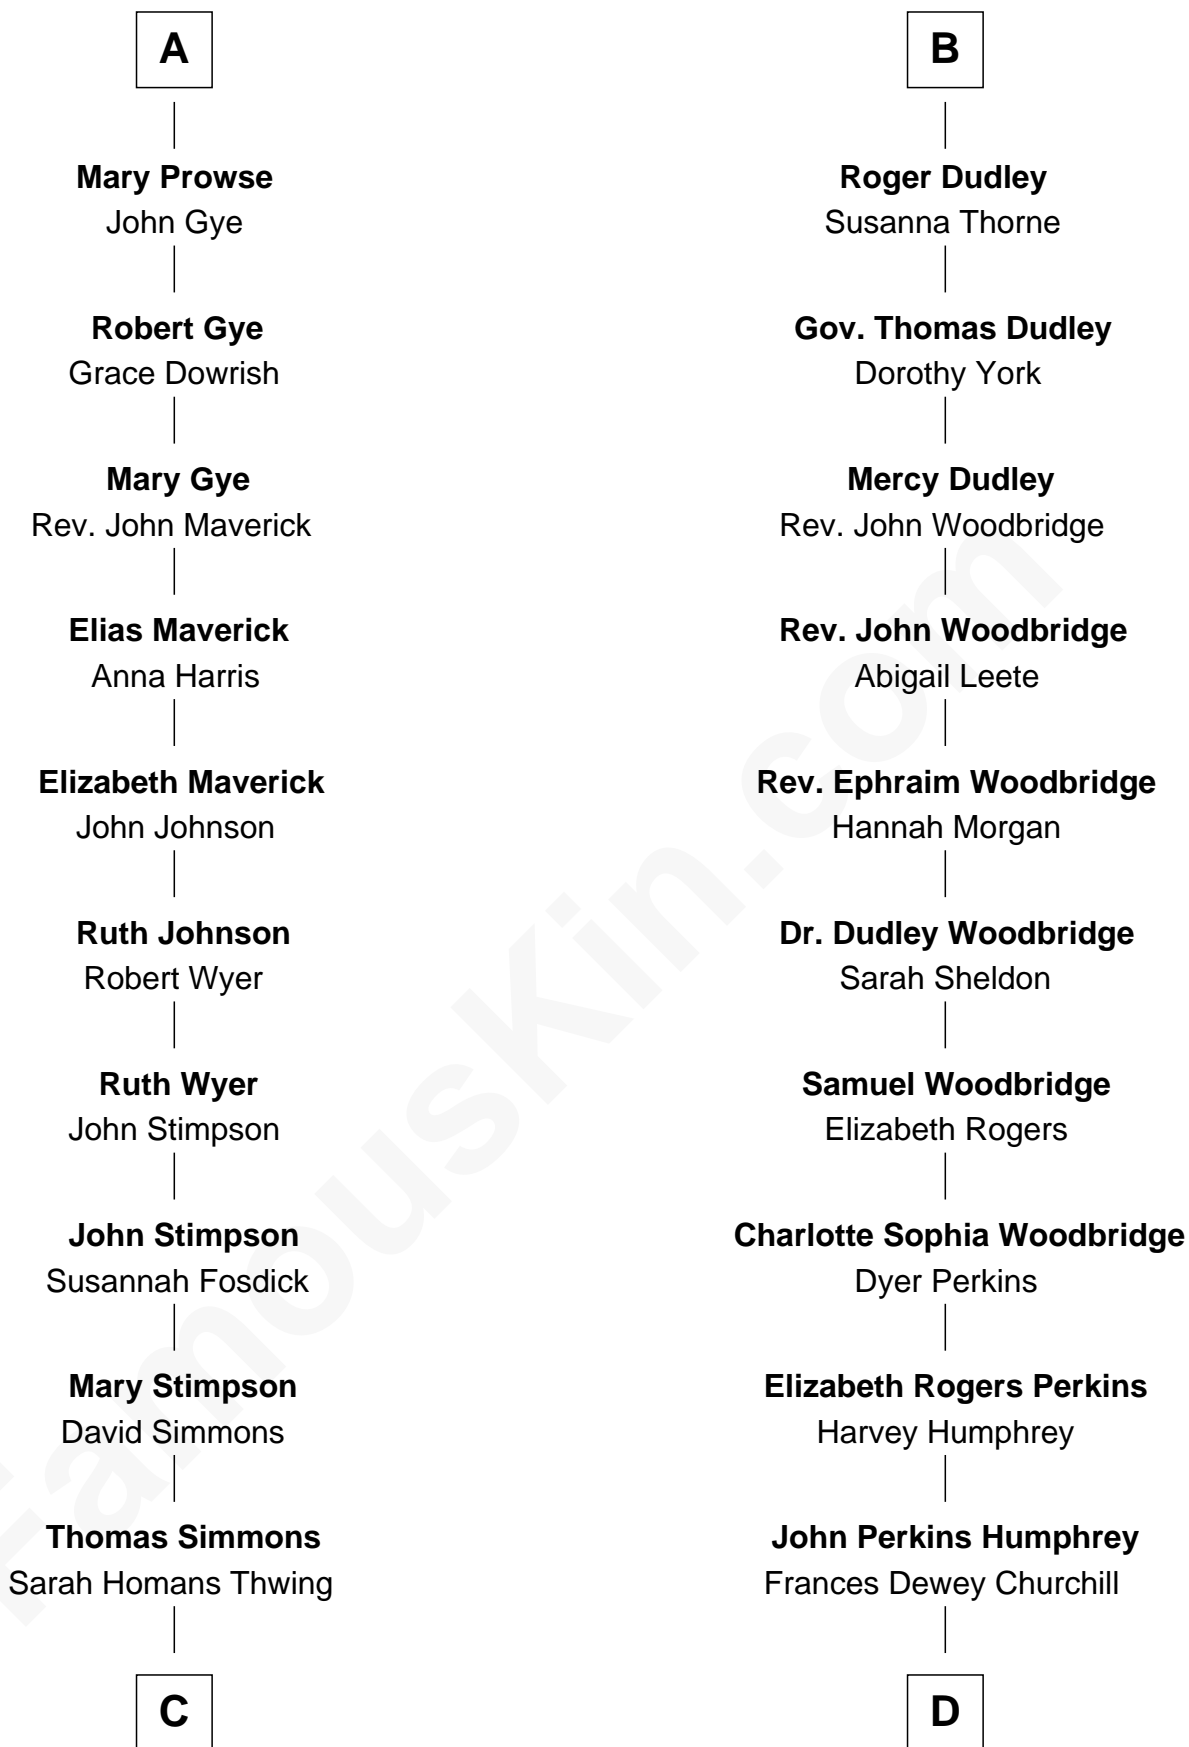 A
Mary Prowse
John Gye
Robert Gye
Grace Dowrish
Mary Gye
Rev. John Maverick
Elias Maverick
Anna Harris
Elizabeth Maverick
John Johnson
Ruth Johnson
Robert Wyer
Ruth Wyer
John Stimpson
John Stimpson
Susannah Fosdick
Mary Stimpson
David Simmons
Thomas Simmons
Sarah Homans Thwing
C
B
Roger Dudley
Susanna Thorne
Gov. Thomas Dudley
Dorothy York
Mercy Dudley
Rev. John Woodbridge
Rev. John Woodbridge
Abigail Leete
Rev. Ephraim Woodbridge
Hannah Morgan
Dr. Dudley Woodbridge
Sarah Sheldon
Samuel Woodbridge
Elizabeth Rogers
Charlotte Sophia Woodbridge
Dyer Perkins
Elizabeth Rogers Perkins
Harvey Humphrey
John Perkins Humphrey
Frances Dewey Churchill
D
FamousKin.com